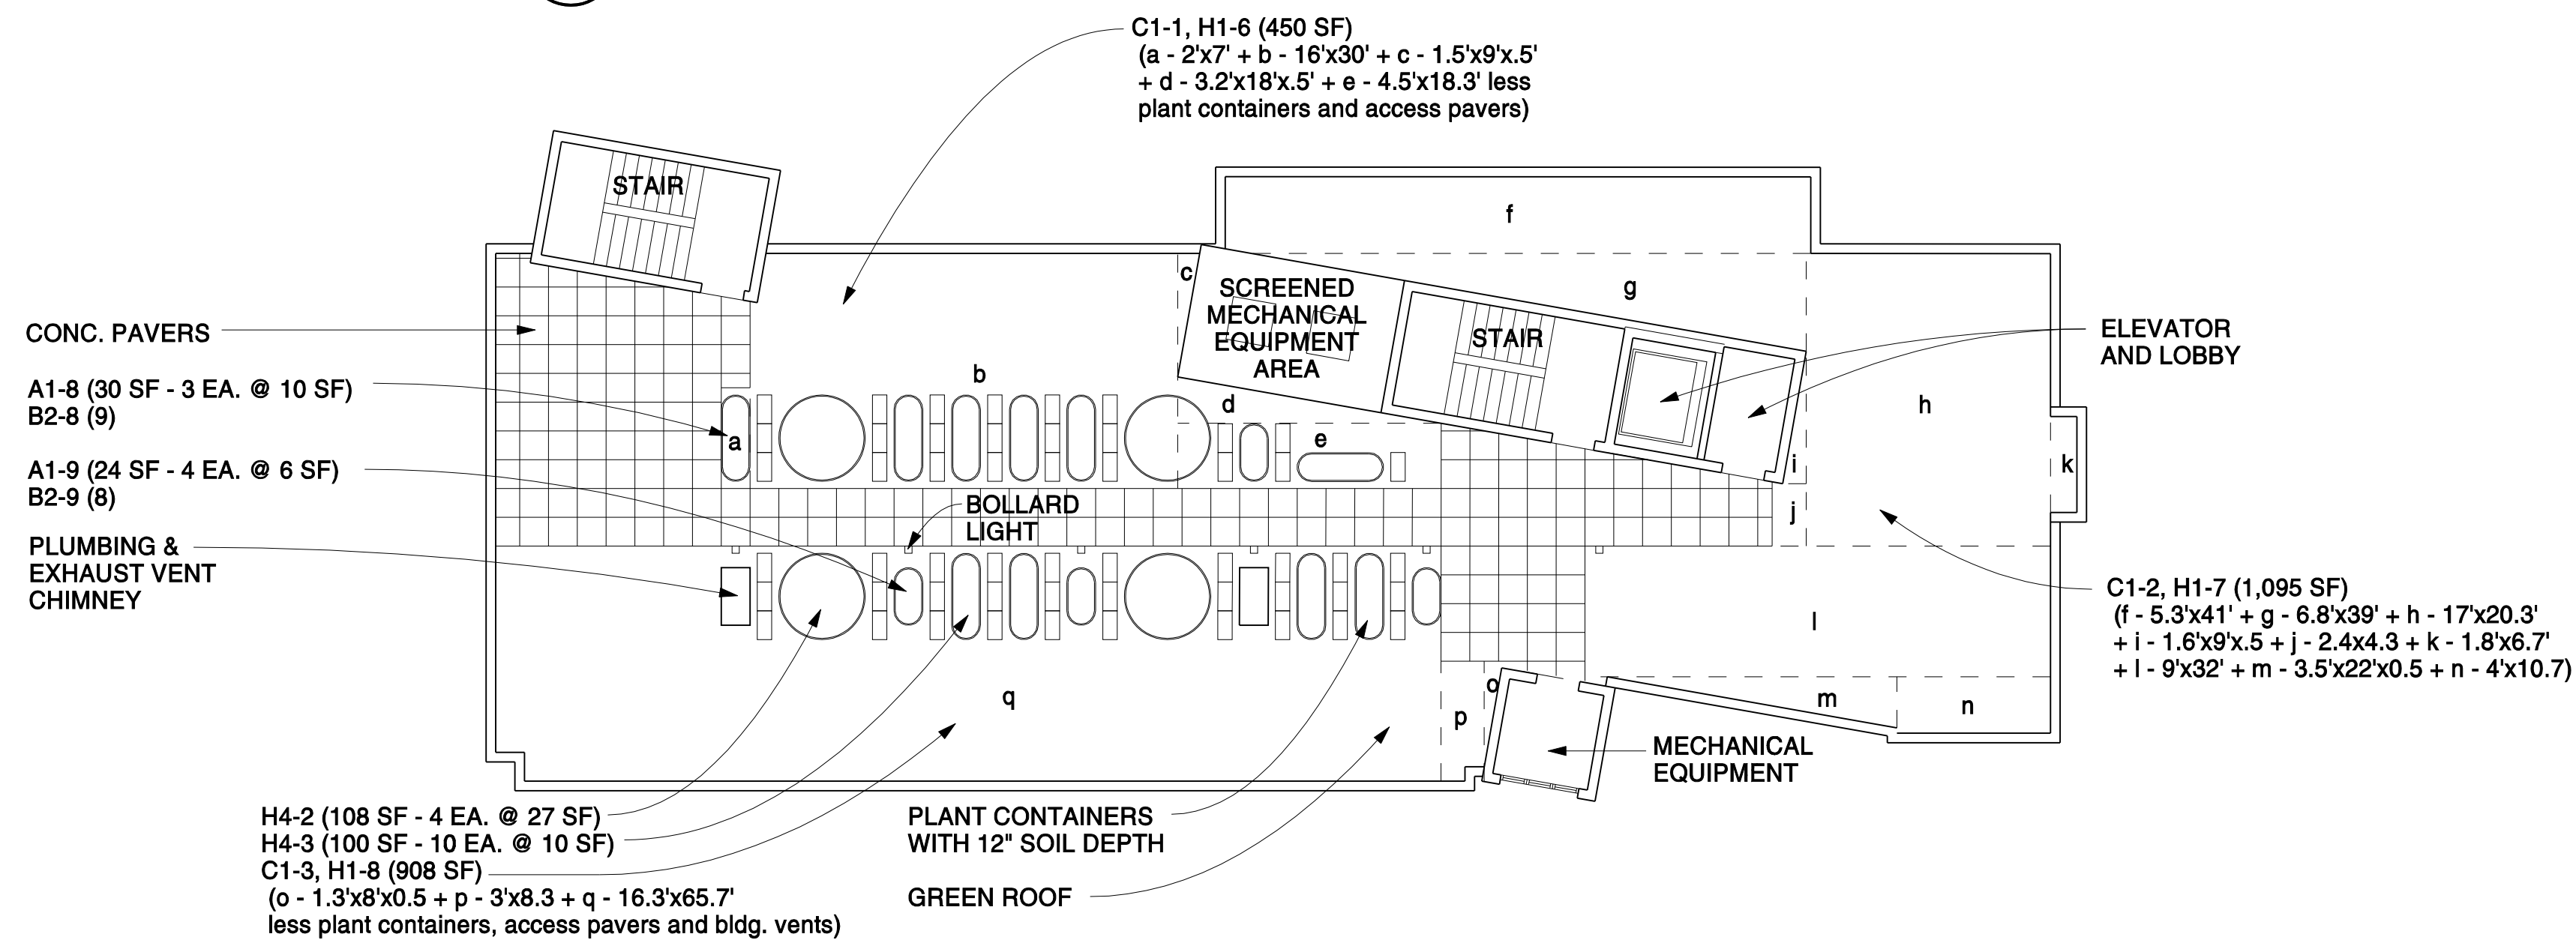 C1-1, H1-6 (450 SF)
(a - 2'x7' + b - 16'x30' + c - 1.5'x9'x.5'
+ d - 3.2'x18'x.5' + e - 4.5'x18.3' less
plant containers and access pavers)
STAIR
f
c
SCREENED
MECHANICAL
EQUIPMENT
AREA
g
STAIR
CONC. PAVERS
ELEVATOR
AND LOBBY
A1-8 (30 SF - 3 EA. @ 10 SF)
B2-8 (9)
b
d
h
a
e
A1-9 (24 SF - 4 EA. @ 6 SF)
B2-9 (8)
i
k
BOLLARD
LIGHT
j
PLUMBING &
EXHAUST VENT
CHIMNEY
C1-2, H1-7 (1,095 SF)
(f - 5.3'x41' + g - 6.8'x39' + h - 17'x20.3'
+ i - 1.6'x9'x.5 + j - 2.4x4.3 + k - 1.8'x6.7'
+ l - 9'x32' + m - 3.5'x22'x0.5 + n - 4'x10.7)
l
q
o
p
m
n
MECHANICAL
EQUIPMENT
H4-2 (108 SF - 4 EA. @ 27 SF)
H4-3 (100 SF - 10 EA. @ 10 SF)
C1-3, H1-8 (908 SF)
(o - 1.3'x8'x0.5 + p - 3'x8.3 + q - 16.3'x65.7'
less plant containers, access pavers and bldg. vents)
PLANT CONTAINERS
WITH 12" SOIL DEPTH
GREEN ROOF